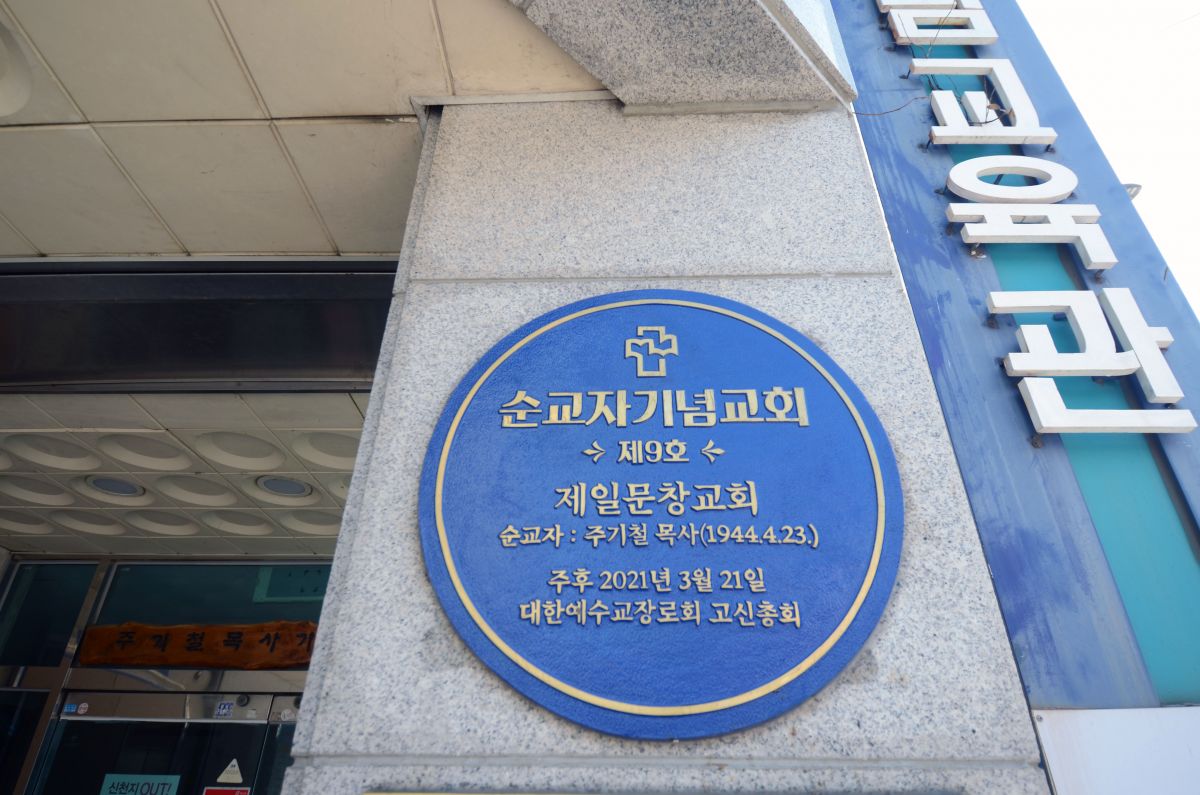 교육관
순교자기념교회
제9호
제일문창교회
순교자 : 주기철 목사(1944.4.23.)
주후 2021년 3월 21일
대한예수교장로회 고신총회
주기철목사기
신천지 OUT!